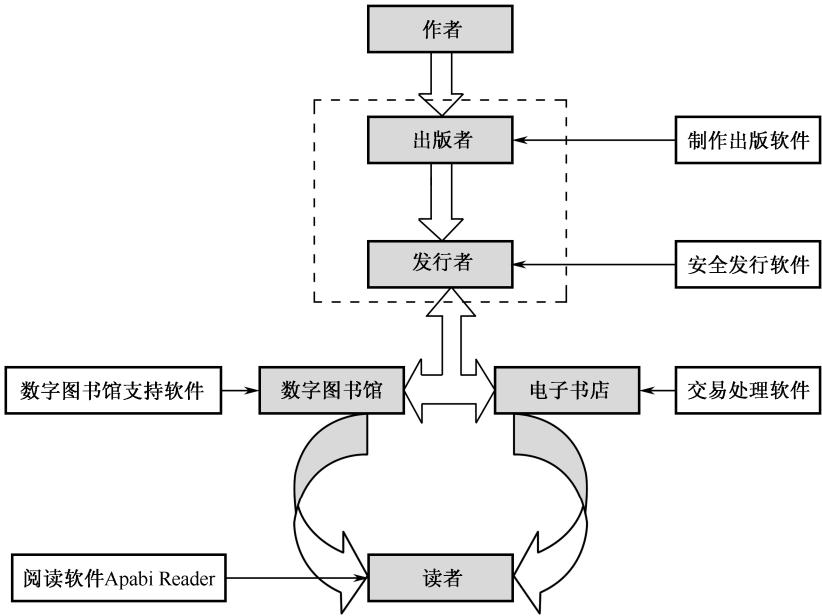 作者
出版者
制作出版软件
发行者
安全发行软件
数字图书馆支持软件
数字图书馆
电子书店
交易处理软件
阅读软件Apabi Reader
读者